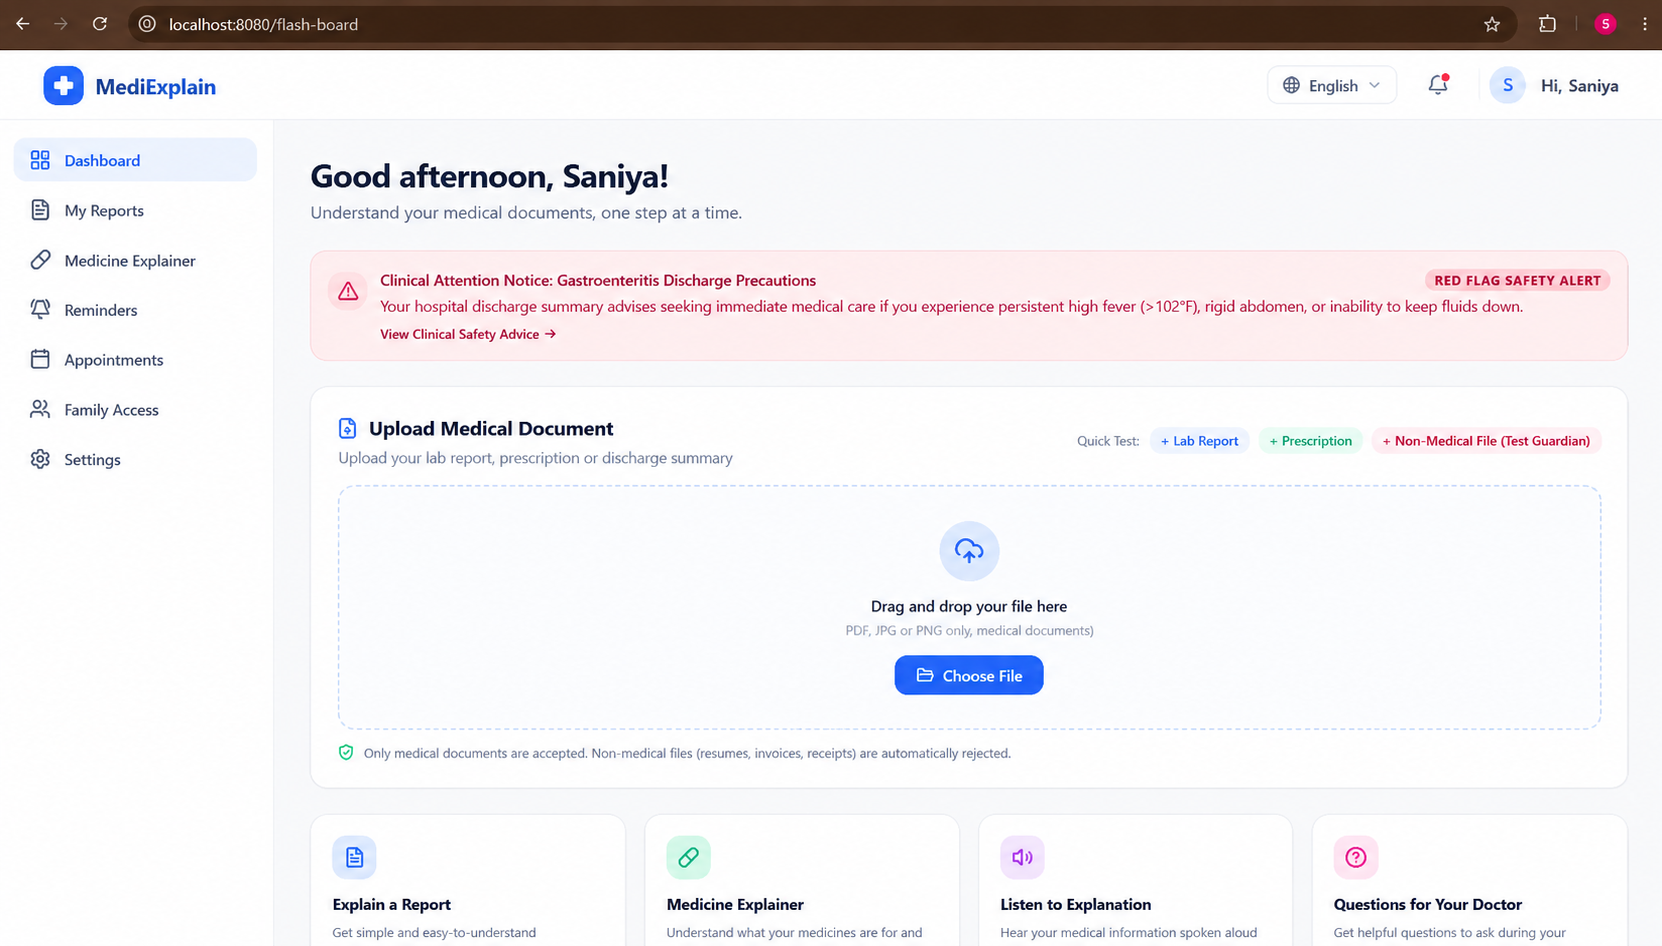 localhost:8080/flash-board
S
MediExplain
English
S
Hi, Saniya
Dashboard
My Reports
Medicine Explainer
Reminders
Appointments
Family Access
Settings
Good afternoon, Saniya!
Understand your medical documents, one step at a time.
Clinical Attention Notice: Gastroenteritis Discharge Precautions
RED FLAG SAFETY ALERT
Your hospital discharge summary advises seeking immediate medical care if you experience persistent high fever (>102°F), rigid abdomen, or inability to keep fluids down.
View Clinical Safety Advice →
Upload Medical Document
Upload your lab report, prescription or discharge summary
Quick Test:
+ Lab Report
+ Prescription
+ Non-Medical File (Test Guardian)
Drag and drop your file here
PDF, JPG or PNG only, medical documents)
Choose File
Only medical documents are accepted. Non-medical files (resumes, invoices, receipts) are automatically rejected.
Explain a Report
Get simple and easy-to-understand
Medicine Explainer
Understand what your medicines are for and
Listen to Explanation
Hear your medical information spoken aloud
Questions for Your Doctor
Get helpful questions to ask during your